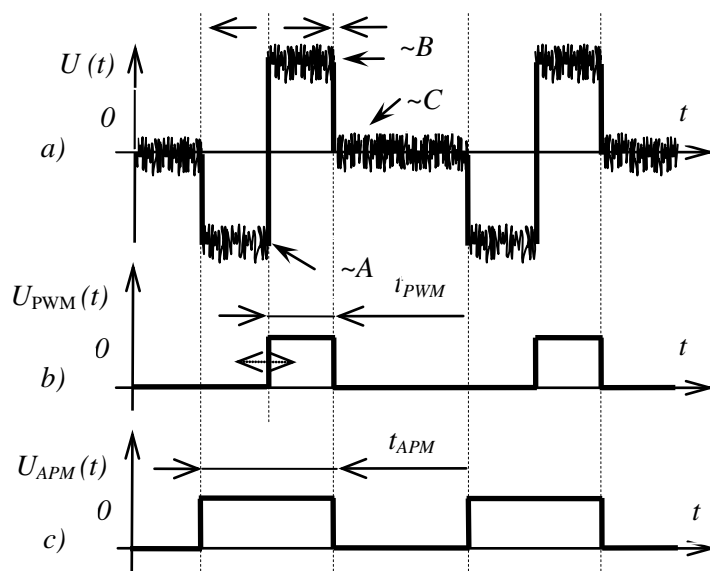 ~B
U (t)
~C
0
t
a)
~A
U_PWM(t)
t_PWM
0
t
b)
t_APM
U_APM(t)
0
t
c)